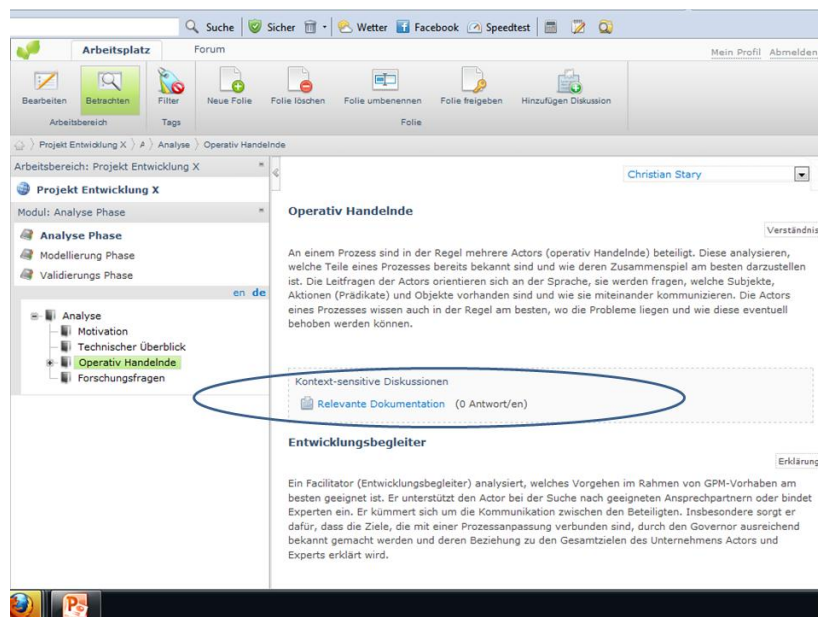 Suche Sicher Wetter Facebook Speedtest
Arbeitsplatz Forum Mein Profil Abmelden
Bearbeiten Betrachten Filter Neue Folie Folie löschen Folie umbenennen Folie freigeben Hinzufügen Diskussion
Arbeitsbereich Tags Folie
Projekt Entwicklung X Analyse Operativ Handelnde
Arbeitsbereich: Projekt Entwicklung X
Projekt Entwicklung X
Modul: Analyse Phase
Analyse Phase
Modellierung Phase
Validierungs Phase
en de
Analyse
Motivation
Technischer Überblick
Operativ Handelnde
Forschungsfragen
Christian Stary
Operativ Handelnde
Verständnis
An einem Prozess sind in der Regel mehrere Actors (operativ Handelnde) beteiligt. Diese analysieren,
welche Teile eines Prozesses bereits bekannt sind und wie deren Zusammenspiel am besten darzustellen
ist. Die Leitfragen der Actors orientieren sich an der Sprache, sie werden fragen, welche Subjekte,
Aktionen (Prädikate) und Objekte vorhanden sind und wie sie miteinander kommunizieren. Die Actors
eines Prozesses wissen auch in der Regel am besten, wo die Probleme liegen und wie diese eventuell
behoben werden können.
Kontext-sensitive Diskussionen
Relevante Dokumentation (0 Antwort/en)
Entwicklungsbegleiter
Erklärung
Ein Facilitator (Entwicklungsbegleiter) analysiert, welches Vorgehen im Rahmen von GPM-Vorhaben am
besten geeignet ist. Er unterstützt den Actor bei der Suche nach geeigneten Ansprechpartnern oder bindet
Experten ein. Er kümmert sich um die Kommunikation zwischen den Beteiligten. Insbesondere sorgt er
dafür, dass die Ziele, die mit einer Prozessanpassung verbunden sind, durch den Governor ausreichend
bekannt gemacht werden und deren Beziehung zu den Gesamtzielen des Unternehmens Actors und
Experts erklärt wird.